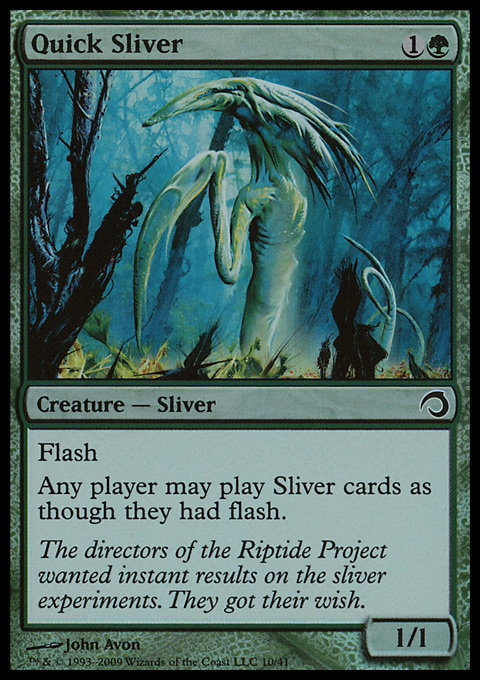 Quick Sliver 1
Creature — Sliver
Flash
Any player may play Sliver cards as
though they had flash.
The directors of the Riptide Project
wanted instant results on the sliver
experiments. They got their wish.
John Avon
1/1
™ & © 1993–2009 Wizards of the Coast LLC 10/41